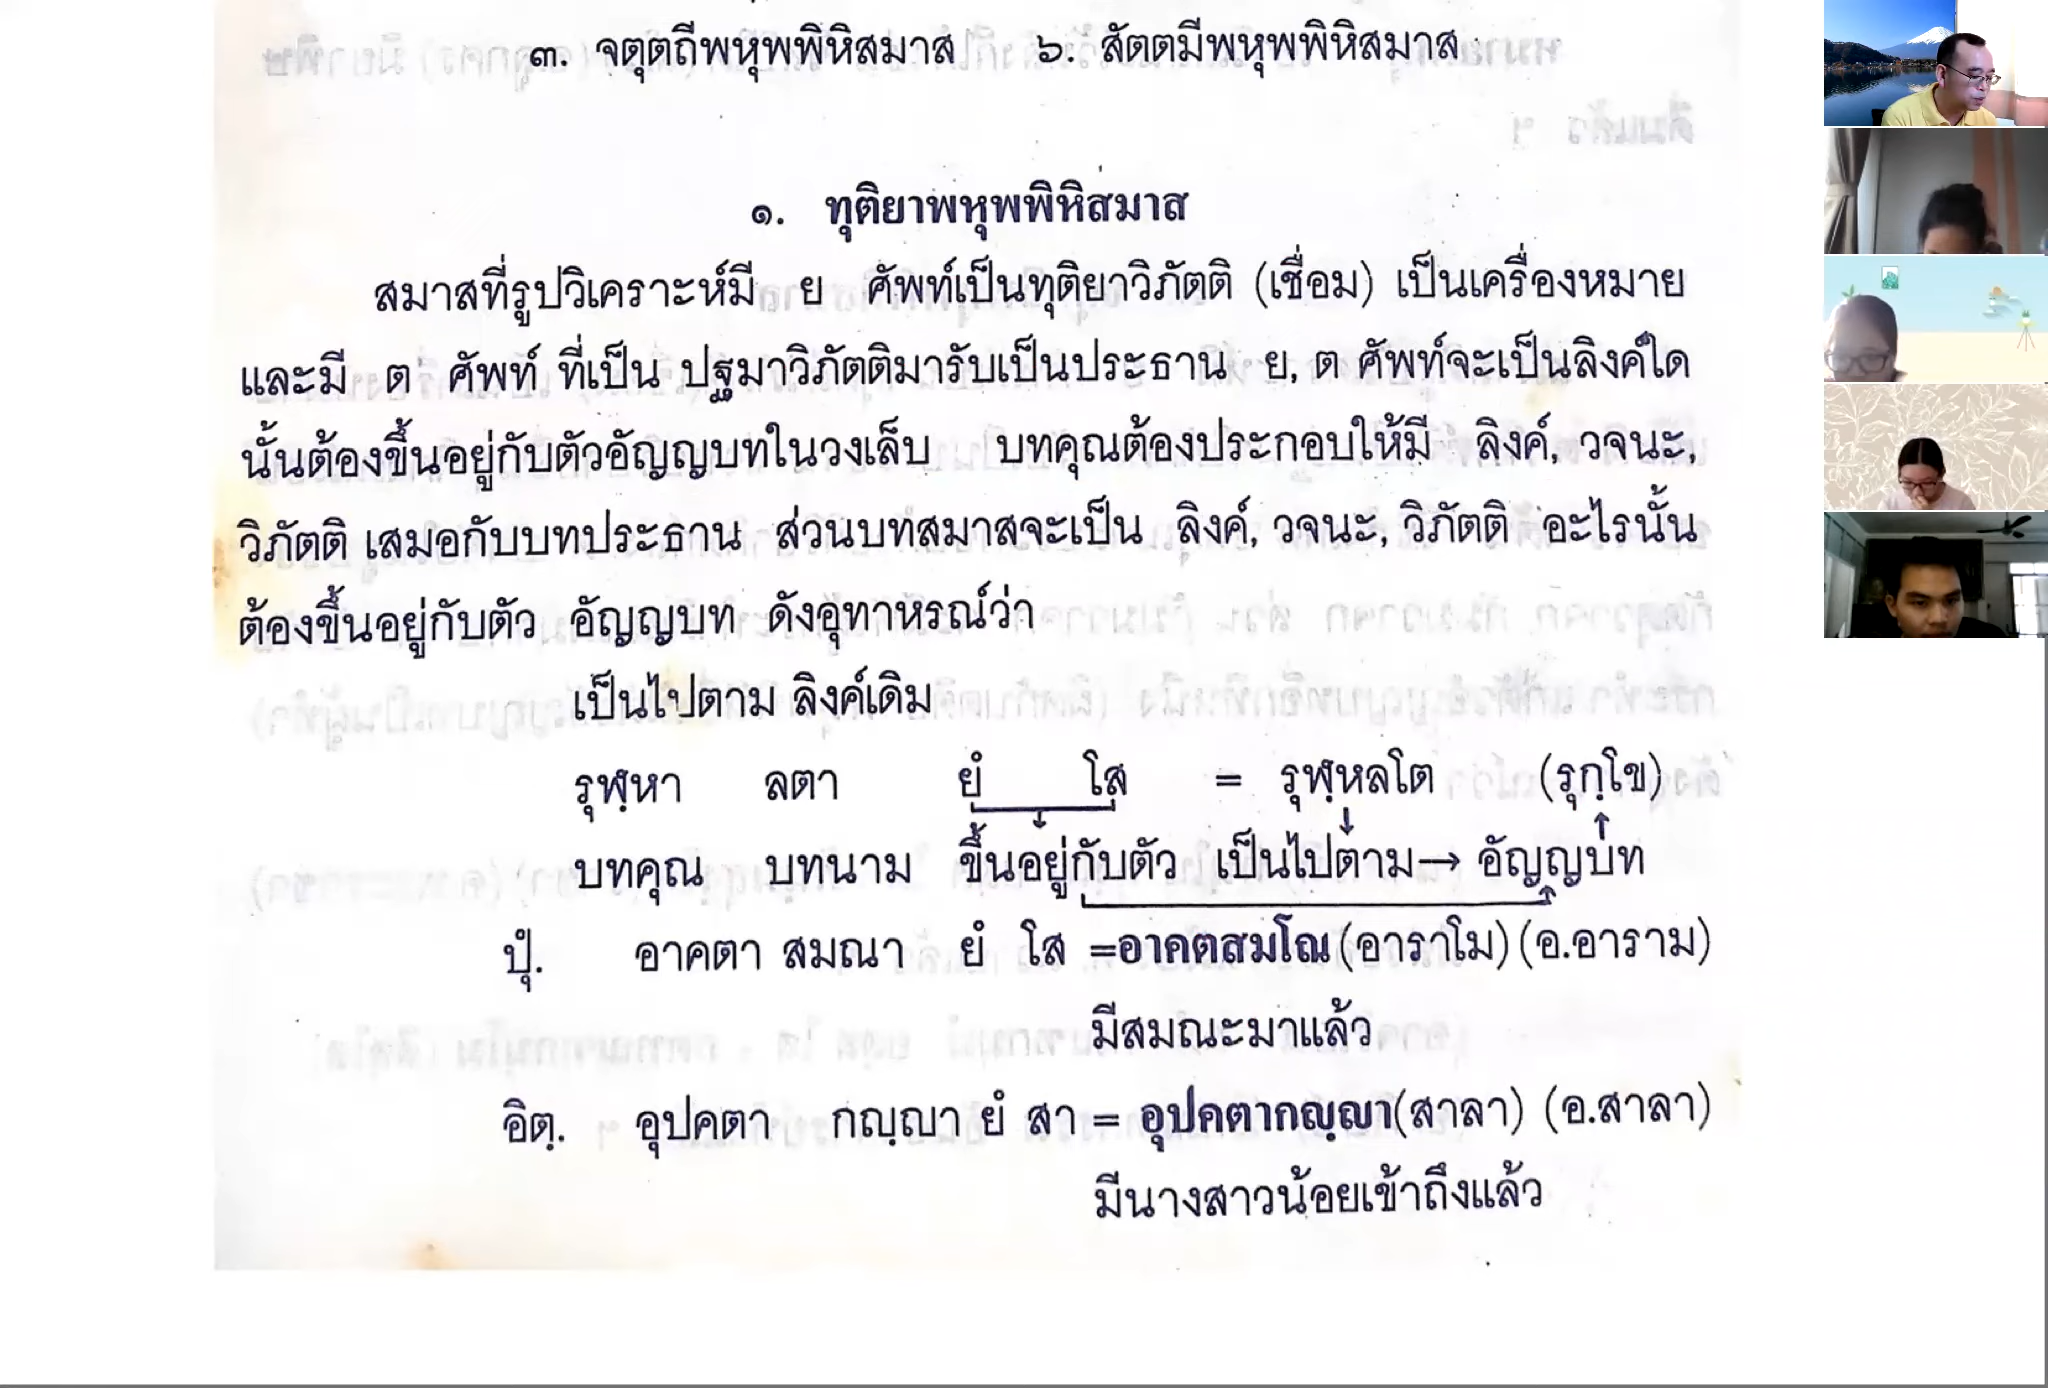 ๓. จตุตถีพหุพพิหิสมาส ๖. สัตตมีพหุพพิหิสมาส
๑. ทุติยาพหุพพิหิสมาส
สมาสที่รูปวิเคราะห์มี ย ศัพท์เป็นทุติยาวิภัตติ (เชื่อม) เป็นเครื่องหมาย
และมี ต ศัพท์ ที่เป็น ปฐมาวิภัตติมารับเป็นประธาน ย, ต ศัพท์จะเป็นลิงค์ใด
นั้นต้องขึ้นอยู่กับตัวอัญญบทในวงเล็บ บทคุณต้องประกอบให้มี ลิงค์, วจนะ,
วิภัตติ เสมอกับบทประธาน ส่วนบทสมาสจะเป็น ลิงค์, วจนะ, วิภัตติ อะไรนั้น
ต้องขึ้นอยู่กับตัว อัญญบท ดังอุทาหรณ์ว่า
เป็นไปตาม ลิงค์เดิม
รุฬฺหา ลตา ยํ โส = รุฬฺหลโต (รุกฺโข)
บทคุณ บทนาม ขึ้นอยู่กับตัว เป็นไปตาม→ อัญญบท
ปุํ. อาคตา สมณา ยํ โส =อาคตสมโณ(อาราโม)(อ.อาราม)
มีสมณะมาแล้ว
อิตฺ. อุปคตา กญฺญา ยํ สา = อุปคตากญฺญา(สาลา) (อ.สาลา)
มีนางสาวน้อยเข้าถึงแล้ว